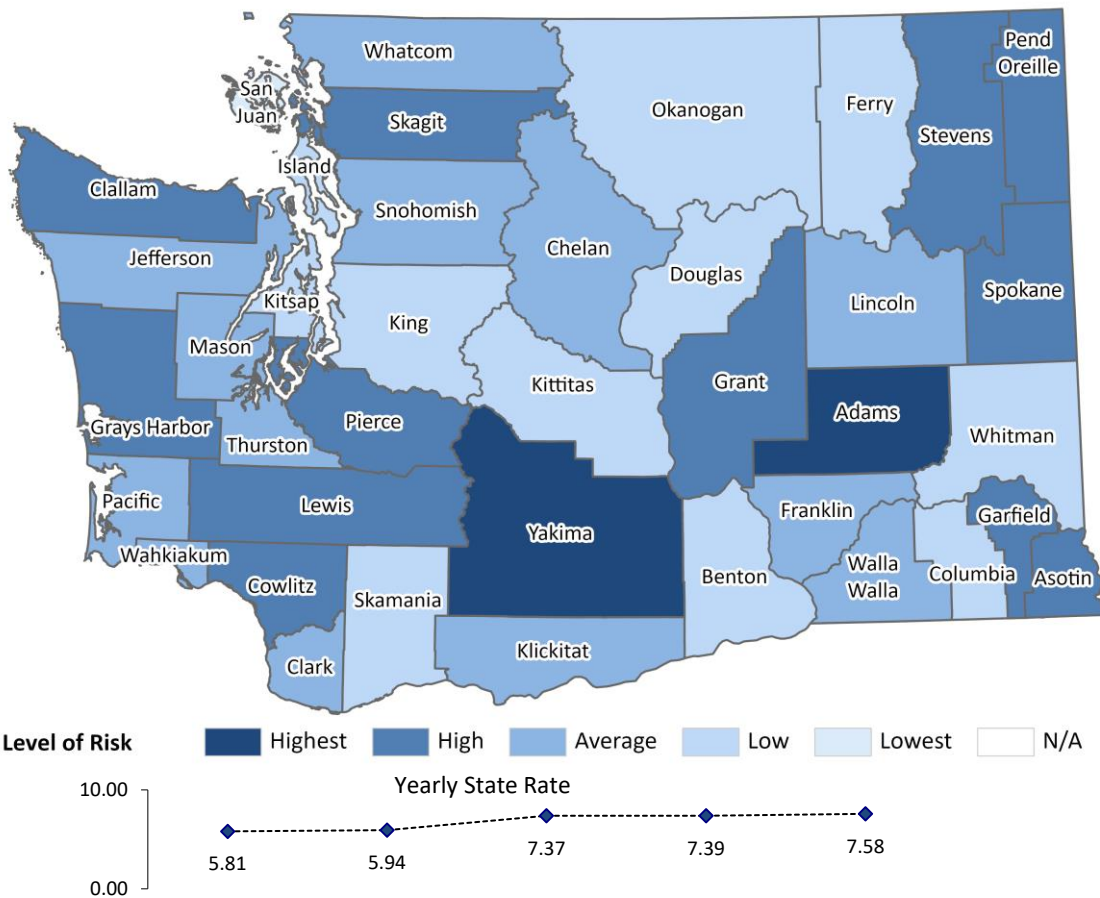 Whatcom
Pend
Oreille
San
Juan
Okanogan
Ferry
Skagit
Stevens
Island
Clallam
Snohomish
Chelan
Jefferson
Douglas
Kitsap
Lincoln
Spokane
King
Mason
Kittitas
Grant
Adams
Pierce
Grays Harbor
Thurston
Whitman
Pacific
Lewis
Franklin
Garfield
Yakima
Wahkiakum
Walla
Walla
Benton
Columbia
Asotin
Cowlitz
Skamania
Klickitat
Clark
Level of Risk Highest High Average Low Lowest N/A
Yearly State Rate
10.00
5.81 5.94 7.37 7.39 7.58
0.00